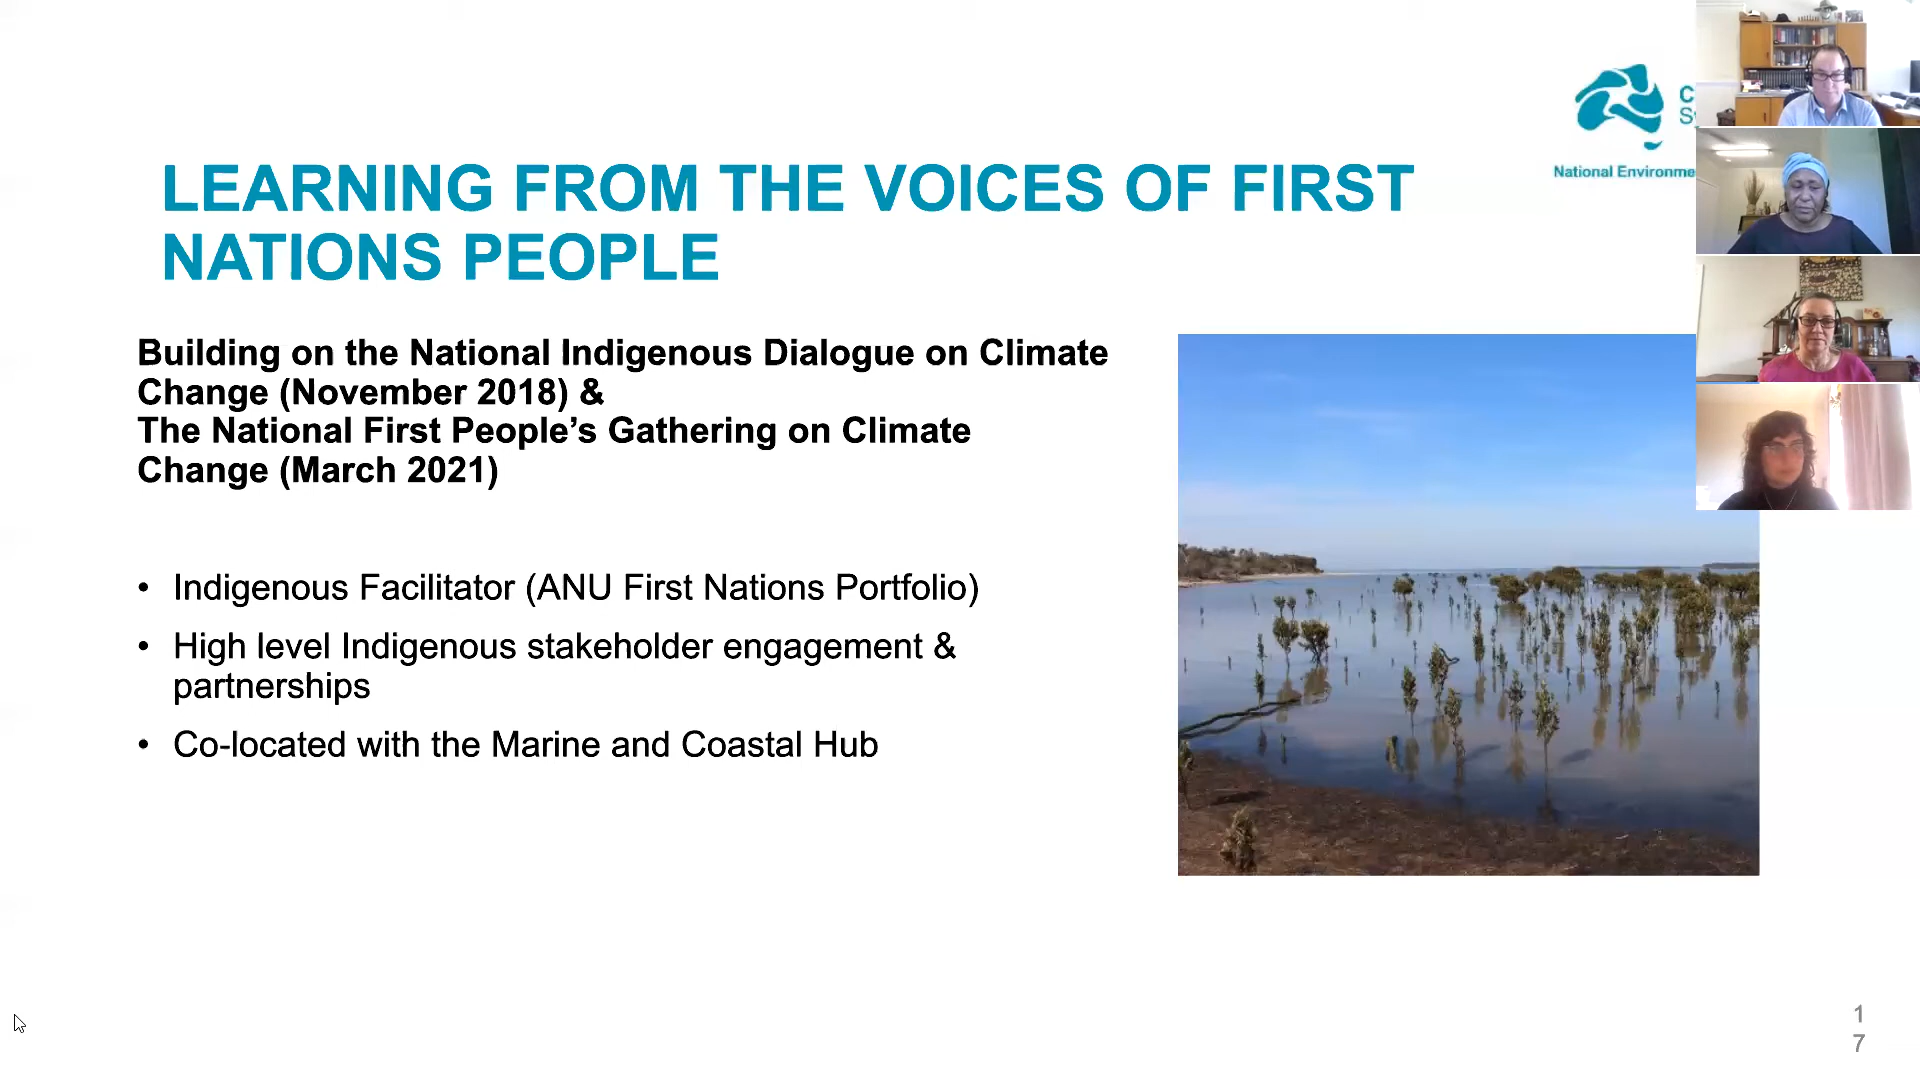 LEARNING FROM THE VOICES OF FIRST
NATIONS PEOPLE
National Environme
Building on the National Indigenous Dialogue on Climate
Change (November 2018) &
The National First People’s Gathering on Climate
Change (March 2021)
• Indigenous Facilitator (ANU First Nations Portfolio)
• High level Indigenous stakeholder engagement &
partnerships
• Co-located with the Marine and Coastal Hub
1
7